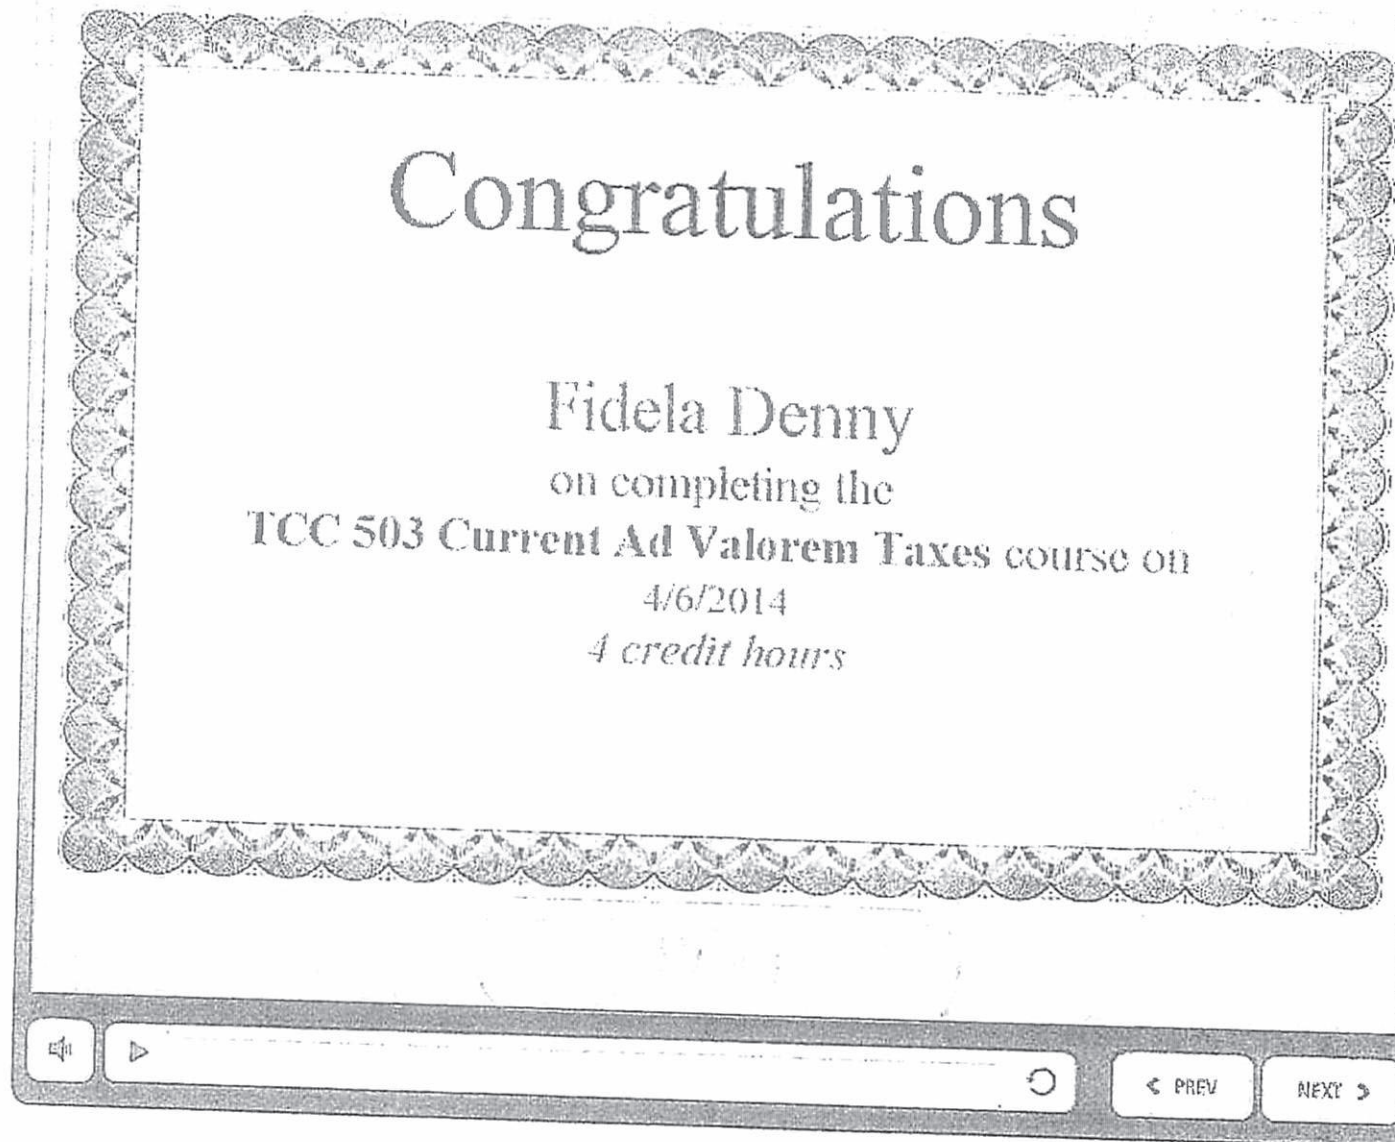 Congratulations
Fidela Denny
on completing the
TCC 503 Current Ad Valorem Taxes course on
4/6/2014
4 credit hours
< PREV
NEXT >